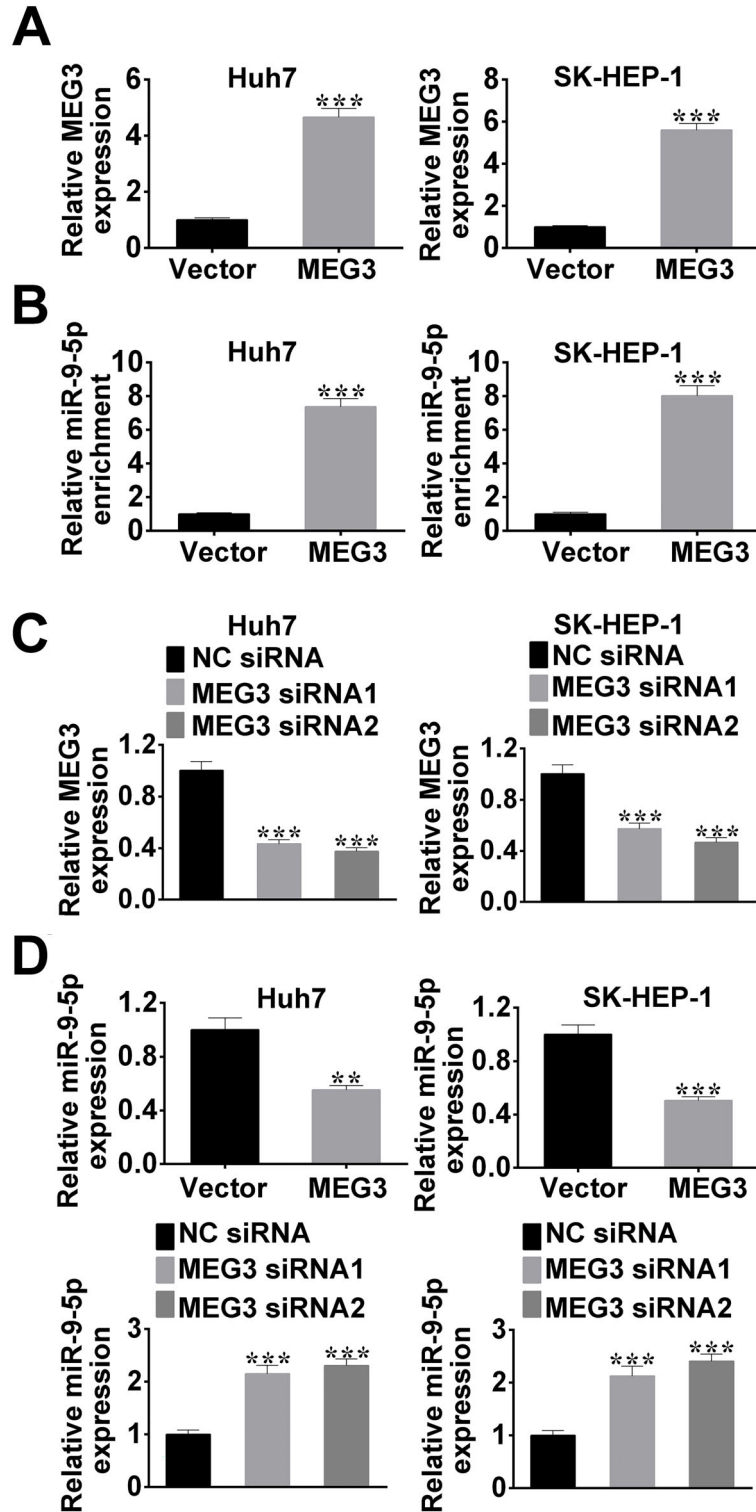 A
Huh7
SK-HEP-1
Relative MEG3
expression
6
4
2
0
***
Vector
MEG3
Relative MEG3
expression
8
6
4
2
0
***
Vector
MEG3
B
Huh7
SK-HEP-1
Relative miR-9-5p
enrichment
10
8
6
4
2
0
***
Vector
MEG3
Relative miR-9-5p
enrichment
10
8
6
4
2
0
***
Vector
MEG3
C
Huh7
NC siRNA
MEG3 siRNA1
MEG3 siRNA2
Relative MEG3
expression
1.2
0.8
0.4
0.0
***
***
SK-HEP-1
NC siRNA
MEG3 siRNA1
MEG3 siRNA2
Relative MEG3
expression
1.2
0.8
0.4
0.0
***
***
D
Huh7
Relative miR-9-5p
expression
1.2
0.8
0.4
0.0
**
Vector
MEG3
SK-HEP-1
Relative miR-9-5p
expression
1.2
0.8
0.4
0.0
***
Vector
MEG3
NC siRNA
MEG3 siRNA1
MEG3 siRNA2
Relative miR-9-5p
expression
3
2
1
0
***
***
NC siRNA
MEG3 siRNA1
MEG3 siRNA2
Relative miR-9-5p
expression
3
2
1
0
***
***